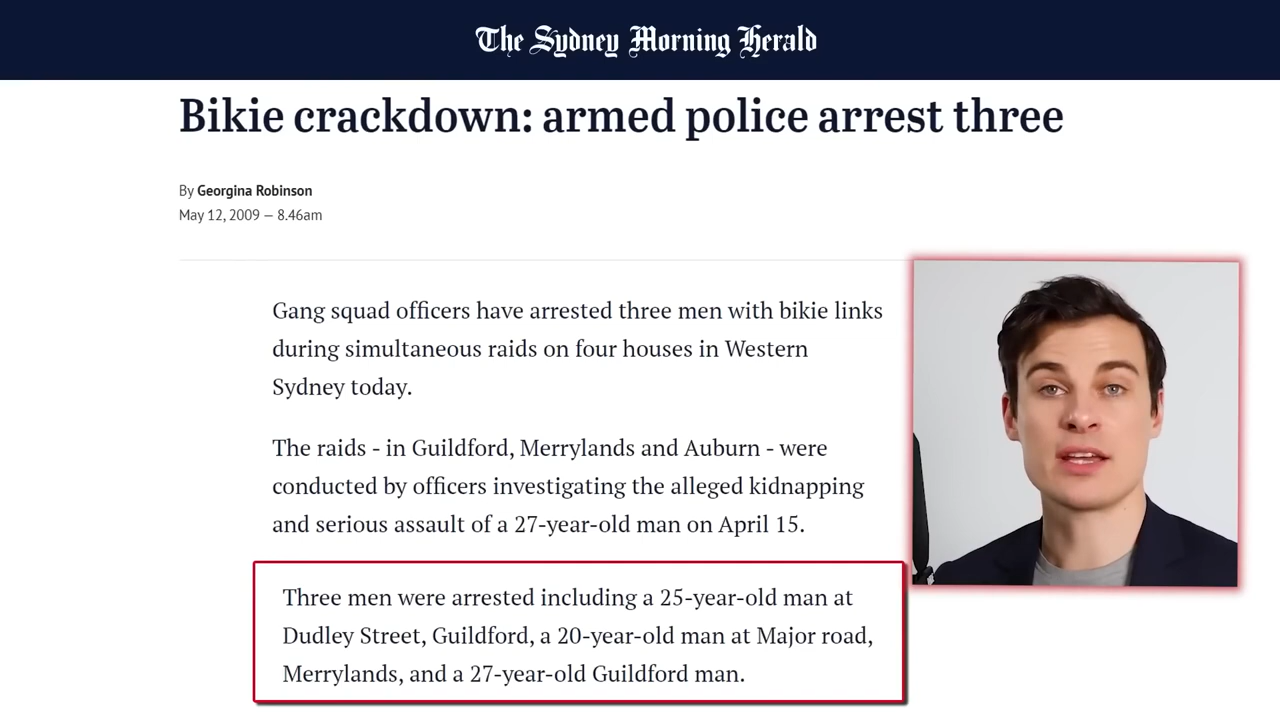 The Sydney Morning Herald
Bikie crackdown: armed police arrest three
By Georgina Robinson
May 12, 2009 — 8.46am
Gang squad officers have arrested three men with bikie links
during simultaneous raids on four houses in Western
Sydney today.
The raids - in Guildford, Merrylands and Auburn - were
conducted by officers investigating the alleged kidnapping
and serious assault of a 27-year-old man on April 15.
Three men were arrested including a 25-year-old man at
Dudley Street, Guildford, a 20-year-old man at Major road,
Merrylands, and a 27-year-old Guildford man.